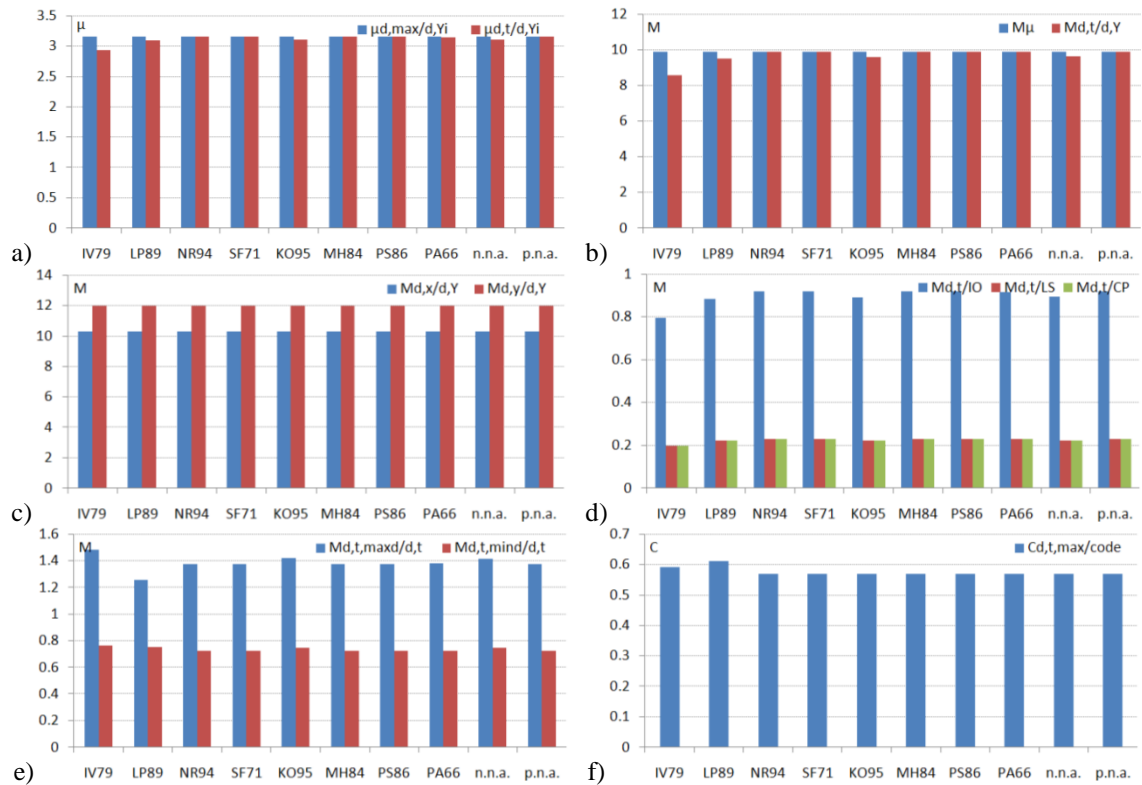 µ
µd,max/d,Yi µd,t/d,Yi
3.5
3
2.5
2
1.5
1
0.5
0
IV79 LP89 NR94 SF71 KO95 MH84 PS86 PA66 n.n.a. p.n.a.
a)
M
Mµ Md,t/d,Y
12
10
8
6
4
2
0
IV79 LP89 NR94 SF71 KO95 MH84 PS86 PA66 n.n.a. p.n.a.
b)
M
Md,x/d,Y Md,y/d,Y
14
12
10
8
6
4
2
0
IV79 LP89 NR94 SF71 KO95 MH84 PS86 PA66 n.n.a. p.n.a.
c)
M
Md,t/IO Md,t/LS Md,t/CP
1
0.8
0.6
0.4
0.2
0
IV79 LP89 NR94 SF71 KO95 MH84 PS86 PA66 n.n.a. p.n.a.
d)
M
Md,t,maxd/d,t Md,t,mind/d,t
1.6
1.4
1.2
1
0.8
0.6
0.4
0.2
0
IV79 LP89 NR94 SF71 KO95 MH84 PS86 PA66 n.n.a. p.n.a.
e)
C
Cd,t,max/code
0.7
0.6
0.5
0.4
0.3
0.2
0.1
0
IV79 LP89 NR94 SF71 KO95 MH84 PS86 PA66 n.n.a. p.n.a.
f)